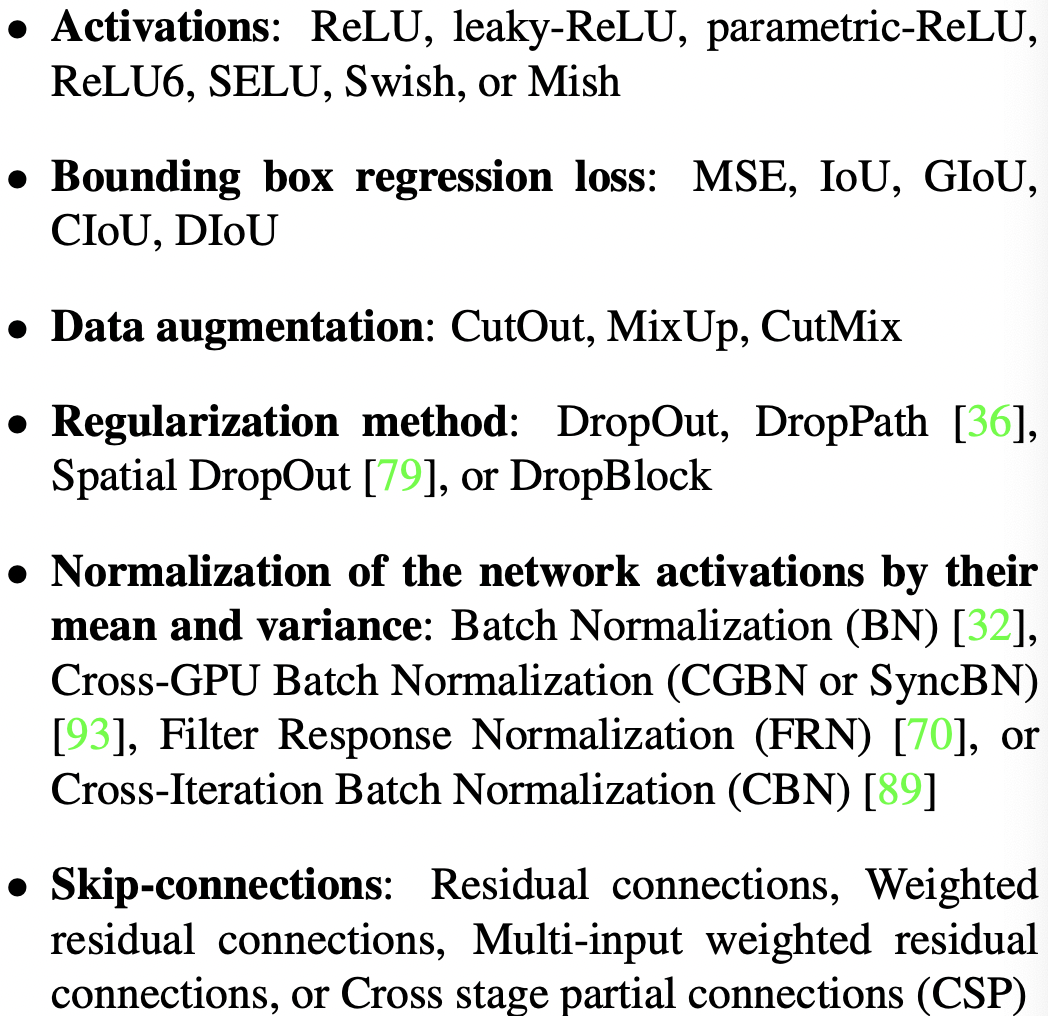 • Activations: ReLU, leaky-ReLU, parametric-ReLU,
ReLU6, SELU, Swish, or Mish
• Bounding box regression loss: MSE, IoU, GIoU,
CIoU, DIoU
• Data augmentation: CutOut, MixUp, CutMix
• Regularization method: DropOut, DropPath [36],
Spatial DropOut [79], or DropBlock
• Normalization of the network activations by their
mean and variance: Batch Normalization (BN) [32],
Cross-GPU Batch Normalization (CGBN or SyncBN)
[93], Filter Response Normalization (FRN) [70], or
Cross-Iteration Batch Normalization (CBN) [89]
• Skip-connections: Residual connections, Weighted
residual connections, Multi-input weighted residual
connections, or Cross stage partial connections (CSP)